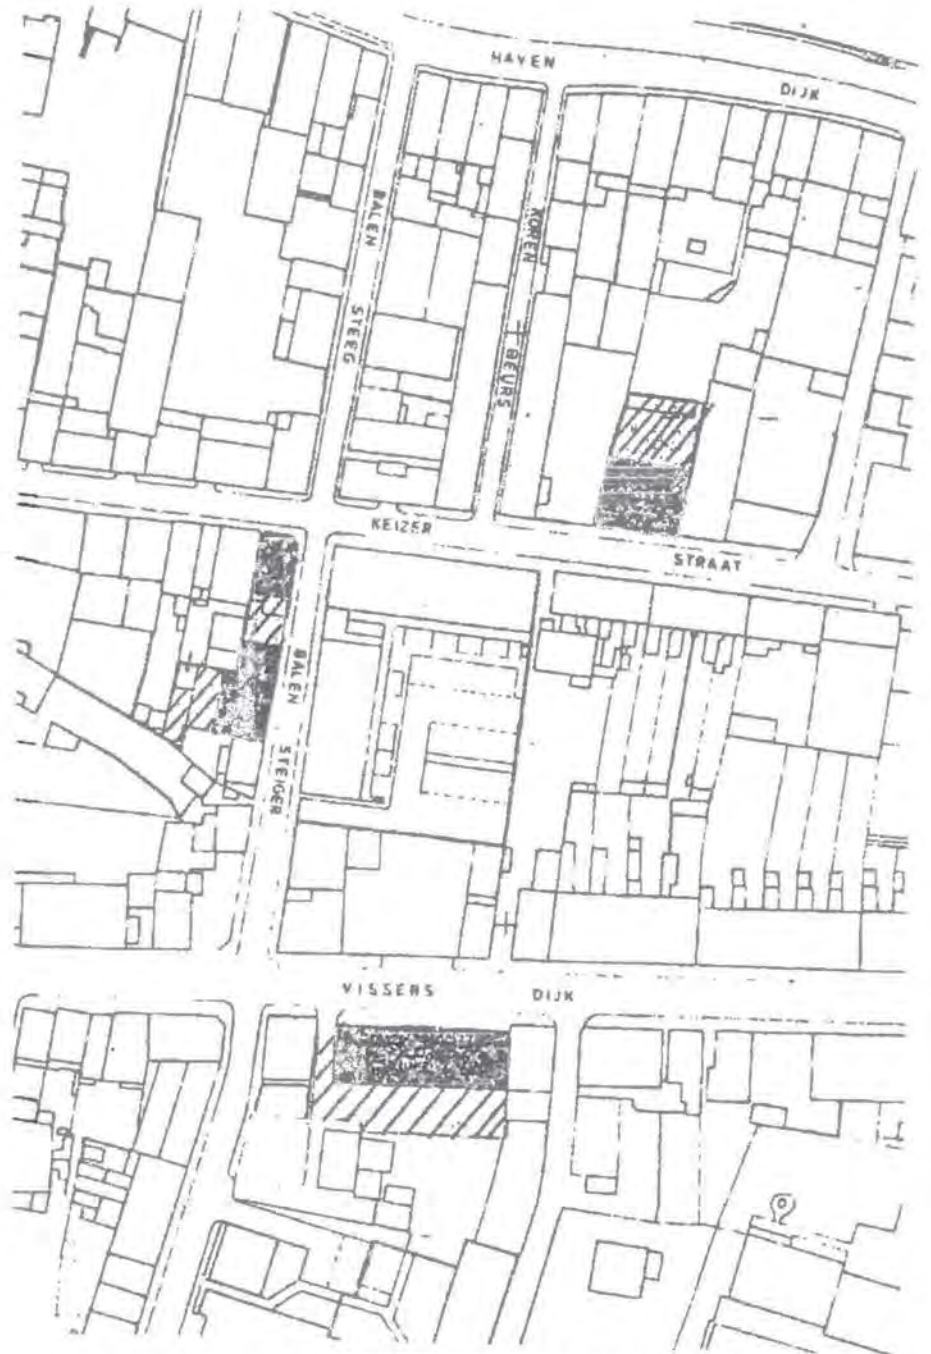 HAVEN
DIJK
BALEN
STEEG
KOREN
BEURS
KEIZER
STRAAT
BALEN
STEIGER
VISSERS
DIJK